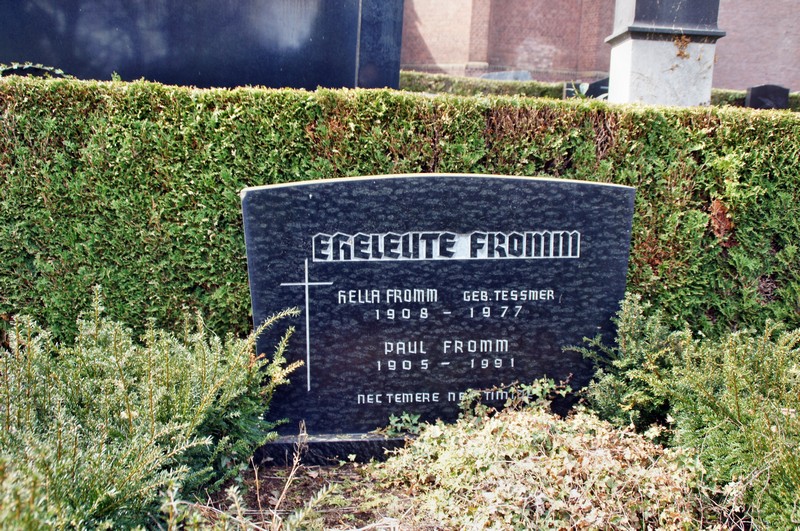 EHELEUTE FROMM
HELLA FROMM GEB. TESSMER
1908 - 1977
PAUL FROMM
1905 - 1991
NEC TEMERE